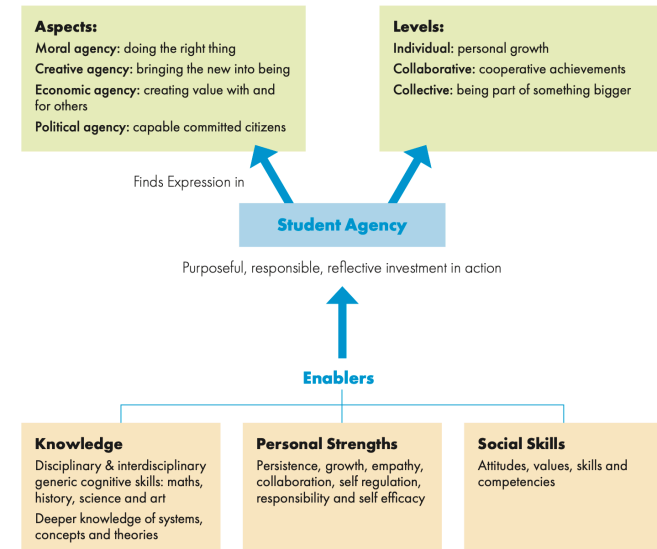 Aspects:
Moral agency: doing the right thing
Creative agency: bringing the new into being
Economic agency: creating value with and
for others
Political agency: capable committed citizens
Levels:
Individual: personal growth
Collaborative: cooperative achievements
Collective: being part of something bigger
Finds Expression in
Student Agency
Purposeful, responsible, reflective investment in action
Enablers
Knowledge
Disciplinary & interdisciplinary
generic cognitive skills: maths,
history, science and art
Deeper knowledge of systems,
concepts and theories
Personal Strengths
Persistence, growth, empathy,
collaboration, self regulation,
responsibility and self efficacy
Social Skills
Attitudes, values, skills and
competencies